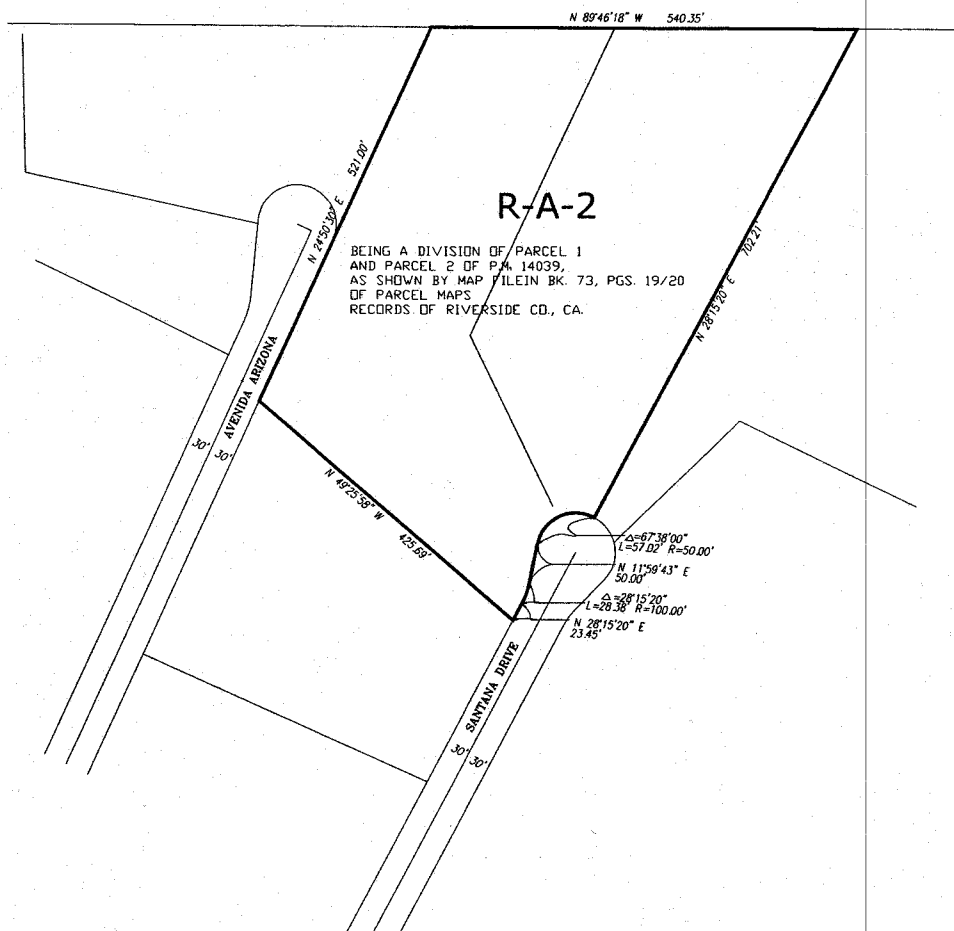 N 89°46'18" W 540.35'
521.00'
N 24°50'30" E
R-A-2
BEING A DIVISION OF PARCEL 1
AND PARCEL 2 OF P.M. 14039,
AS SHOWN BY MAP FILEIN BK. 73, PGS. 19/20
OF PARCEL MAPS
RECORDS OF RIVERSIDE CO., CA.
702.21'
N 28°15'20" E
AVENIDA ARIZONA
30' 30'
N 49°25'58" W
425.69'
Δ=67°38'00"
L=57.02' R=50.00'
N 11°59'43" E
50.00'
Δ=28°15'20"
L=28.38' R=100.00'
N 28°15'20" E
23.45'
SANTANA DRIVE
30' 30'